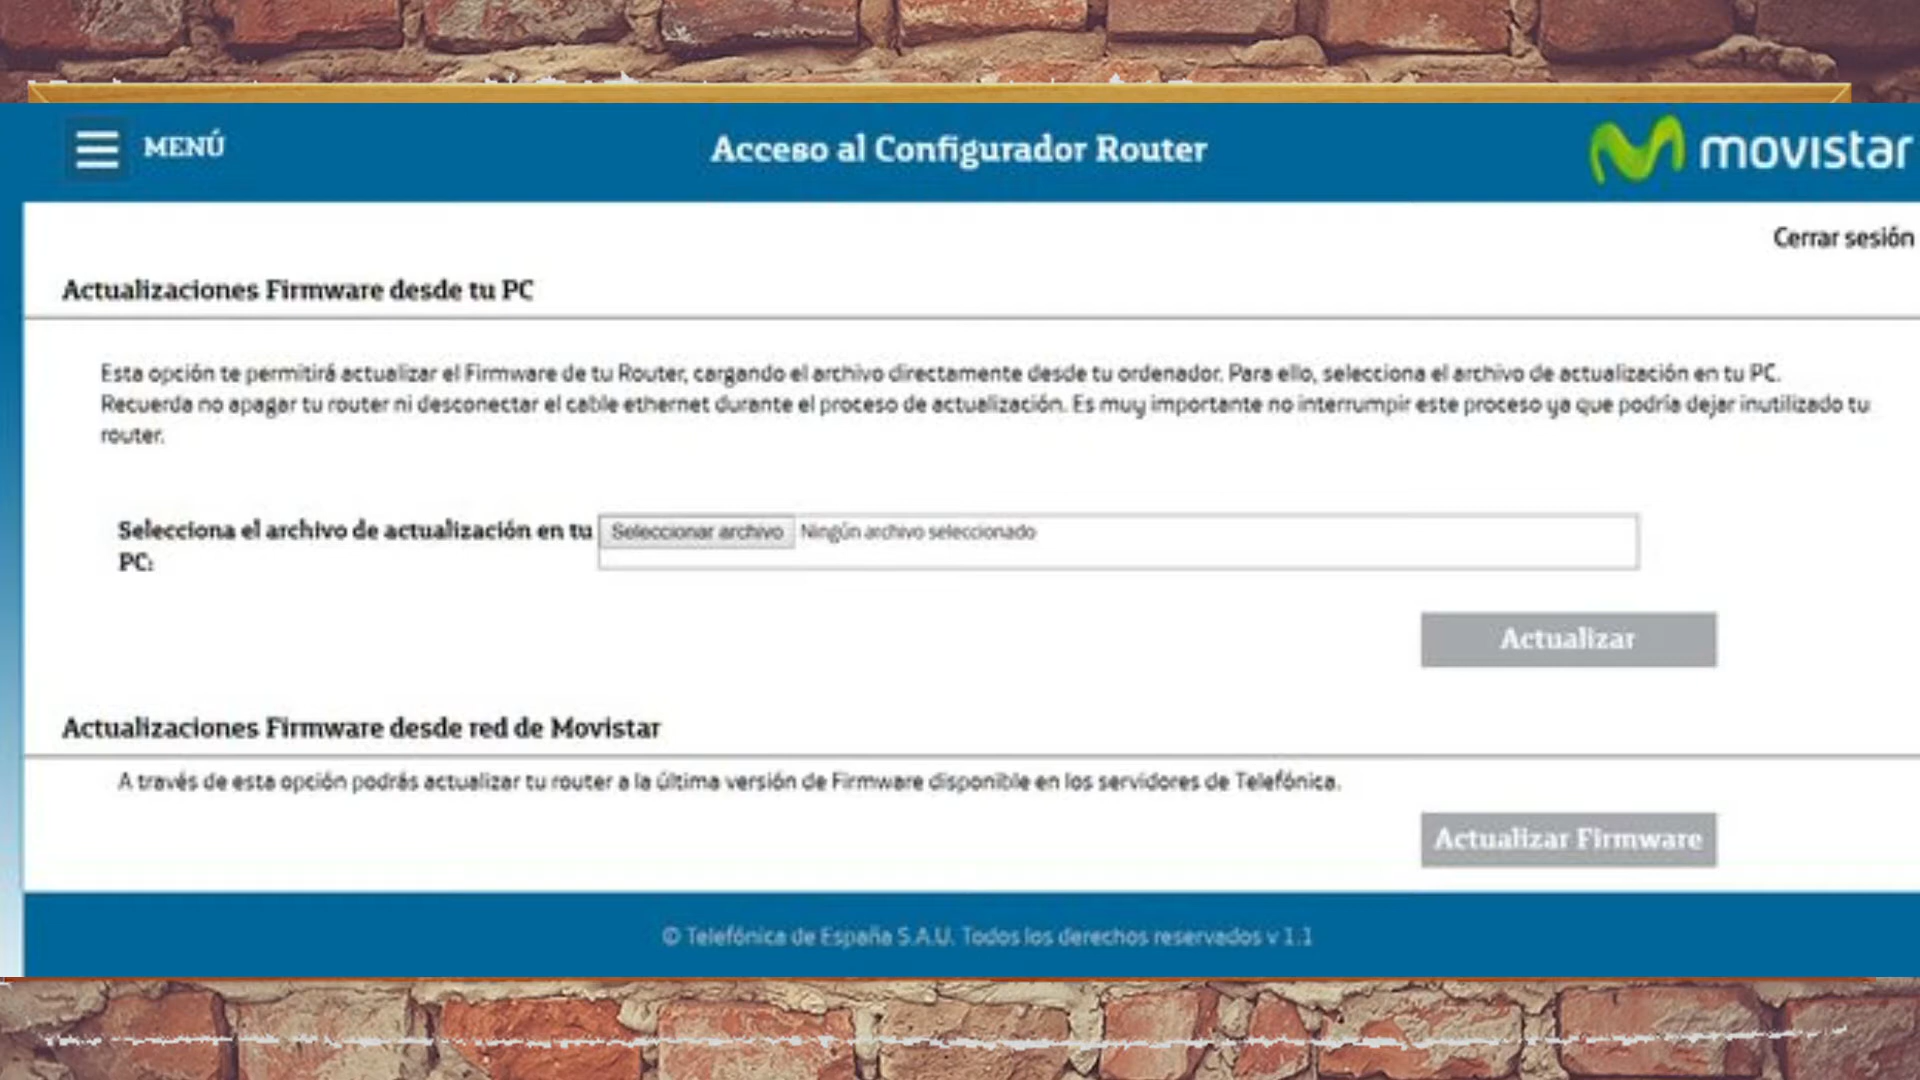 MENÚ
Acceso al Configurador Router
movistar
Cerrar sesión
Actualizaciones Firmware desde tu PC
Esta opción te permitirá actualizar el Firmware de tu Router, cargando el archivo directamente desde tu ordenador. Para ello, selecciona el archivo de actualización en tu PC.
Recuerda no apagar tu router ni desconectar el cable ethernet durante el proceso de actualización. Es muy importante no interrumpir este proceso ya que podría dejar inutilizado tu
router.
Selecciona el archivo de actualización en tu
PC:
Seleccionar archivo Ningún archivo seleccionado
Actualizar
Actualizaciones Firmware desde red de Movistar
A través de esta opción podrás actualizar tu router a la última versión de Firmware disponible en los servidores de Telefónica.
Actualizar Firmware
© Telefónica de España S.A.U. Todos los derechos reservados v 1.1